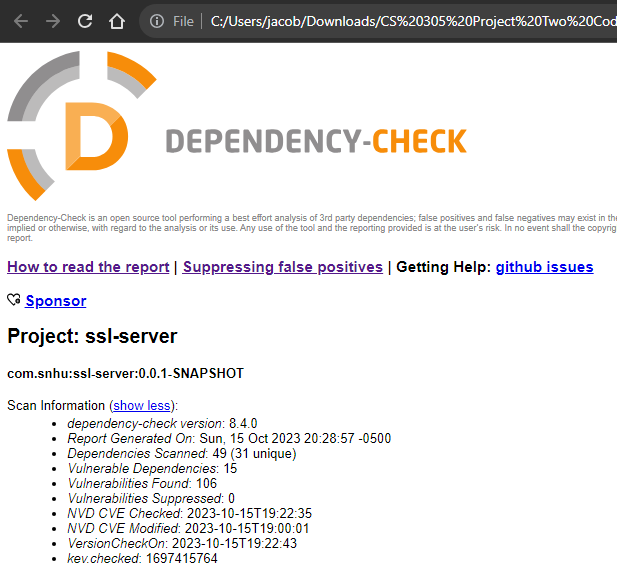 File
C:/Users/jacob/Downloads/CS%20305%20Project%20Two%20Cod
D
DEPENDENCY-CHECK
Dependency-Check is an open source tool performing a best effort analysis of 3rd party dependencies; false positives and false negatives may exist in the
implied or otherwise, with regard to the analysis or its use. Any use of the tool and the reporting provided is at the user's risk. In no event shall the copyrig
report.
How to read the report | Suppressing false positives | Getting Help: github issues
Sponsor
Project: ssl-server
com.snhu:ssl-server:0.0.1-SNAPSHOT
Scan Information (show less):
• dependency-check version: 8.4.0
• Report Generated On: Sun, 15 Oct 2023 20:28:57 -0500
• Dependencies Scanned: 49 (31 unique)
• Vulnerable Dependencies: 15
• Vulnerabilities Found: 106
• Vulnerabilities Suppressed: 0
• NVD CVE Checked: 2023-10-15T19:22:35
• NVD CVE Modified: 2023-10-15T19:00:01
• VersionCheckOn: 2023-10-15T19:22:43
• kev.checked: 1697415764